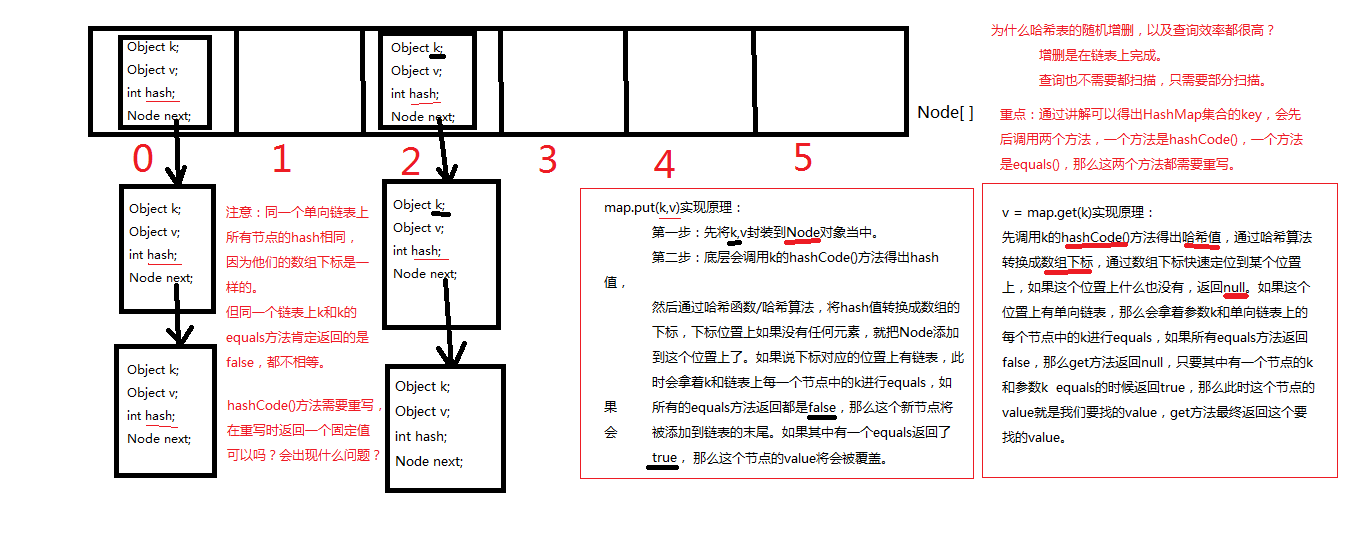 Object k;
Object v;
int hash;
Node next;
Object k;
Object v;
int hash;
Node next;
Node[ ]
0
1
2
3
4
5
Object k;
Object v;
int hash;
Node next;
Object k;
Object v;
int hash;
Node next;
Object k;
Object v;
int hash;
Node next;
Object k;
Object v;
int hash;
Node next;
注意：同一个单向链表上
所有节点的hash相同，
因为他们的数组下标是一
样的。
但同一个链表上k和k的
equals方法肯定返回的是
false，都不相等。
hashCode()方法需要重写，
在重写时返回一个固定值
可以吗？会出现什么问题？
为什么哈希表的随机增删，以及查询效率都很高？
增删是在链表上完成。
查询也不需要都扫描，只需要部分扫描。
重点：通过讲解可以得出HashMap集合的key，会先
后调用两个方法，一个方法是hashCode()，一个方法
是equals()，那么这两个方法都需要重写。
map.put(k,v)实现原理：
第一步：先将k,v封装到Node对象当中。
第二步：底层会调用k的hashCode()方法得出hash
值，
然后通过哈希函数/哈希算法，将hash值转换成数组的
下标，下标位置上如果没有任何元素，就把Node添加
到这个位置上了。如果说下标对应的位置上有链表，此
时会拿着k和链表上每一个节点中的k进行equals，如
果 所有的equals方法返回都是false，那么这个新节点将
会 被添加到链表的末尾。如果其中有一个equals返回了
true，那么这个节点的value将会被覆盖。
v = map.get(k)实现原理：
先调用k的hashCode()方法得出哈希值，通过哈希算法
转换成数组下标，通过数组下标快速定位到某个位置
上，如果这个位置上什么也没有，返回null。如果这个
位置上有单向链表，那么会拿着参数k和单向链表上的
每个节点中的k进行equals，如果所有equals方法返回
false，那么get方法返回null，只要其中有一个节点的k
和参数k equals的时候返回true，那么此时这个节点的
value就是我们要找的value，get方法最终返回这个要
找的value。